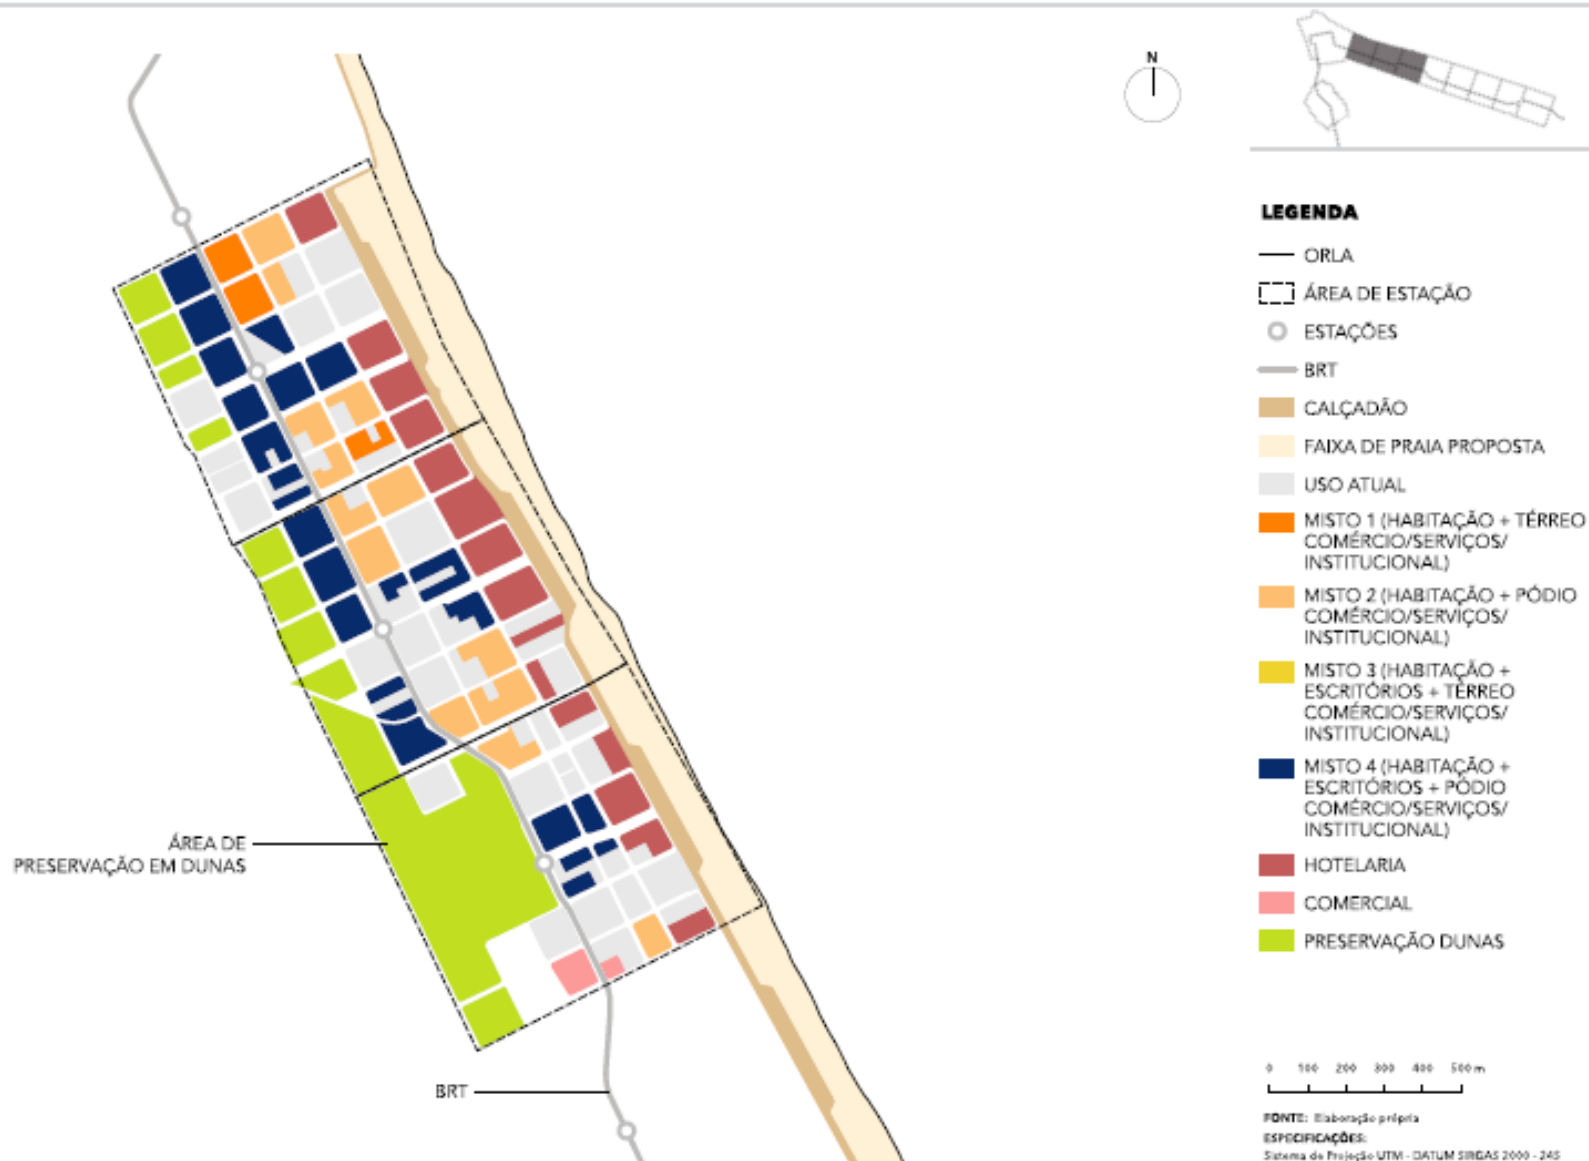 N
LEGENDA
ORLA
ÁREA DE ESTAÇÃO
ESTAÇÕES
BRT
CALÇADÃO
FAIXA DE PRAIA PROPOSTA
USO ATUAL
MISTO 1 (HABITAÇÃO + TÉRREO
COMÉRCIO/SERVIÇOS/
INSTITUCIONAL)
MISTO 2 (HABITAÇÃO + PÓDIO
COMÉRCIO/SERVIÇOS/
INSTITUCIONAL)
MISTO 3 (HABITAÇÃO +
ESCRITÓRIOS + TÉRREO
COMÉRCIO/SERVIÇOS/
INSTITUCIONAL)
MISTO 4 (HABITAÇÃO +
ESCRITÓRIOS + PÓDIO
COMÉRCIO/SERVIÇOS/
INSTITUCIONAL)
HOTELARIA
COMERCIAL
PRESERVAÇÃO DUNAS
ÁREA DE
PRESERVAÇÃO EM DUNAS
BRT
0 100 200 300 400 500 m
FONTE: Elaboração própria
ESPECIFICAÇÕES:
Sistema de Projeção UTM - DATUM SIRGAS 2000 - 24S